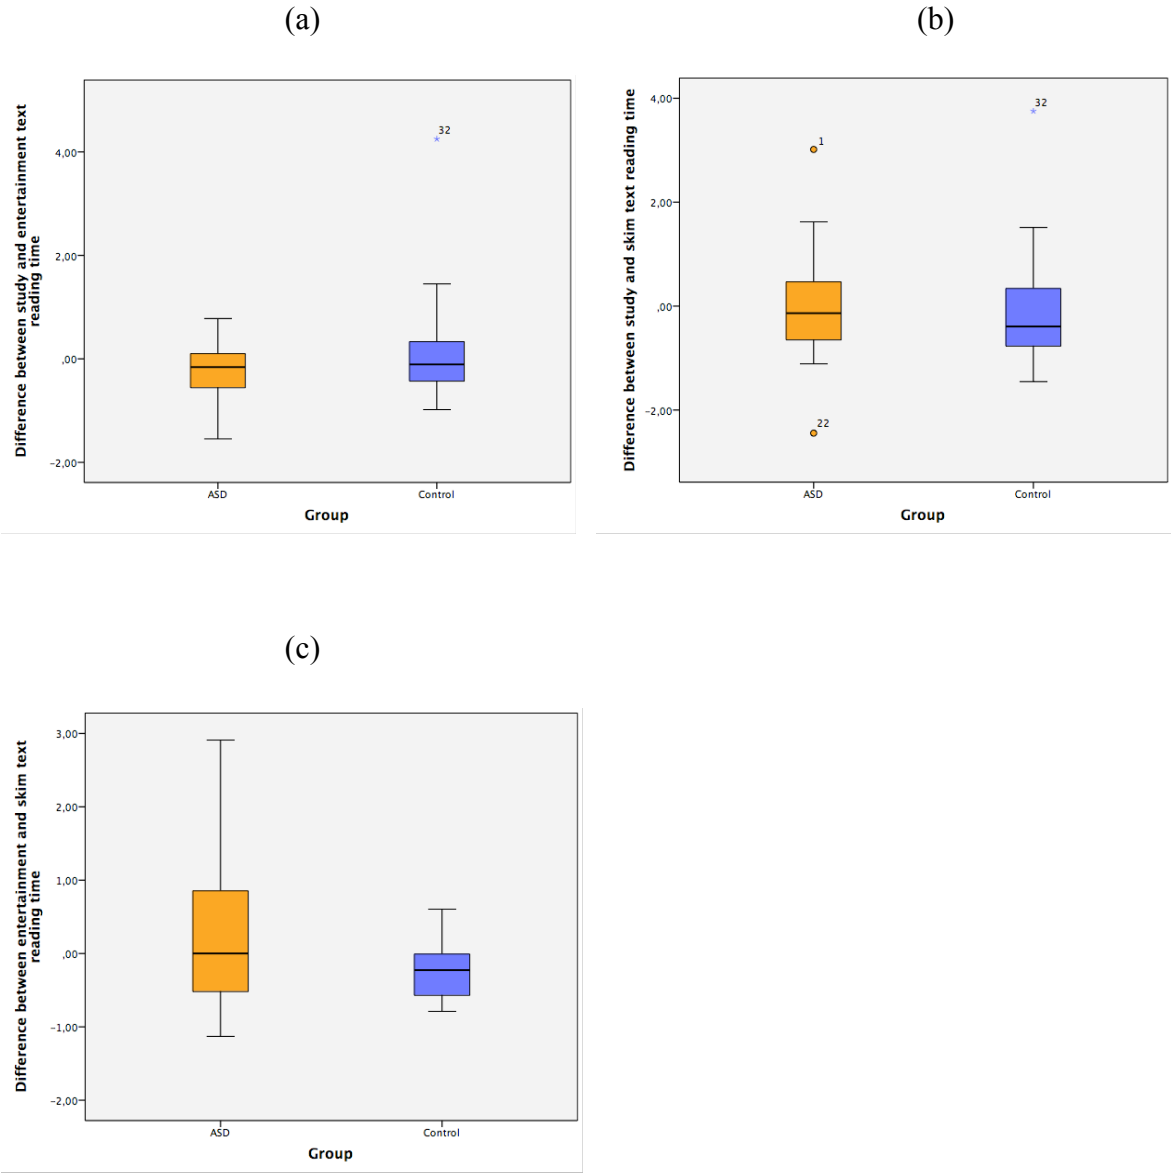 (a)
Difference between study and entertainment text
reading time
4,00
2,00
,00
-2,00
32
ASD
Control
Group
(b)
Difference between study and skim text reading time
4,00
2,00
,00
-2,00
1
22
32
ASD
Control
Group
(c)
Difference between entertainment and skim text
reading time
3,00
2,00
1,00
,00
-1,00
-2,00
ASD
Control
Group